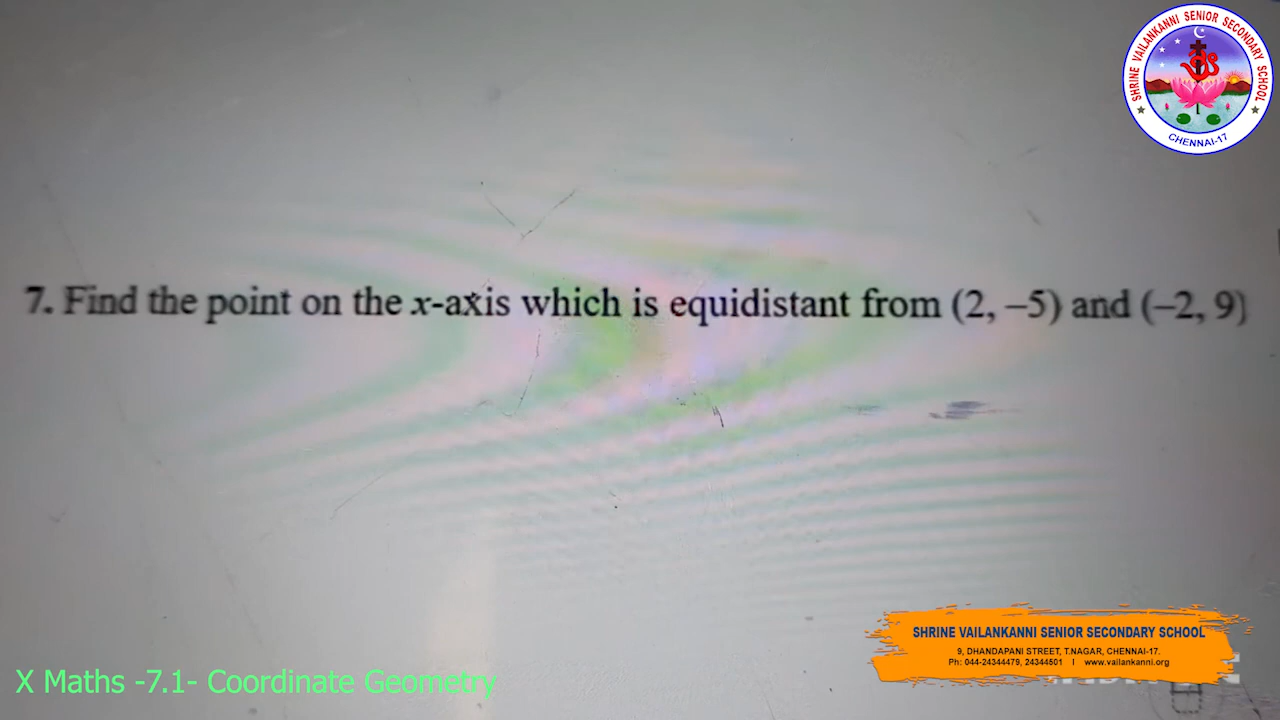 SHRINE VAILANKANNI SENIOR SECONDARY SCHOOL
CHENNAI-17
7. Find the point on the x-axis which is equidistant from (2, –5) and (–2, 9)
SHRINE VAILANKANNI SENIOR SECONDARY SCHOOL
9, DHANDAPANI STREET, T.NAGAR, CHENNAI-17.
Ph: 044-24344479, 24344501 I www.vailankanni.org
X Maths -7.1- Coordinate Geometry